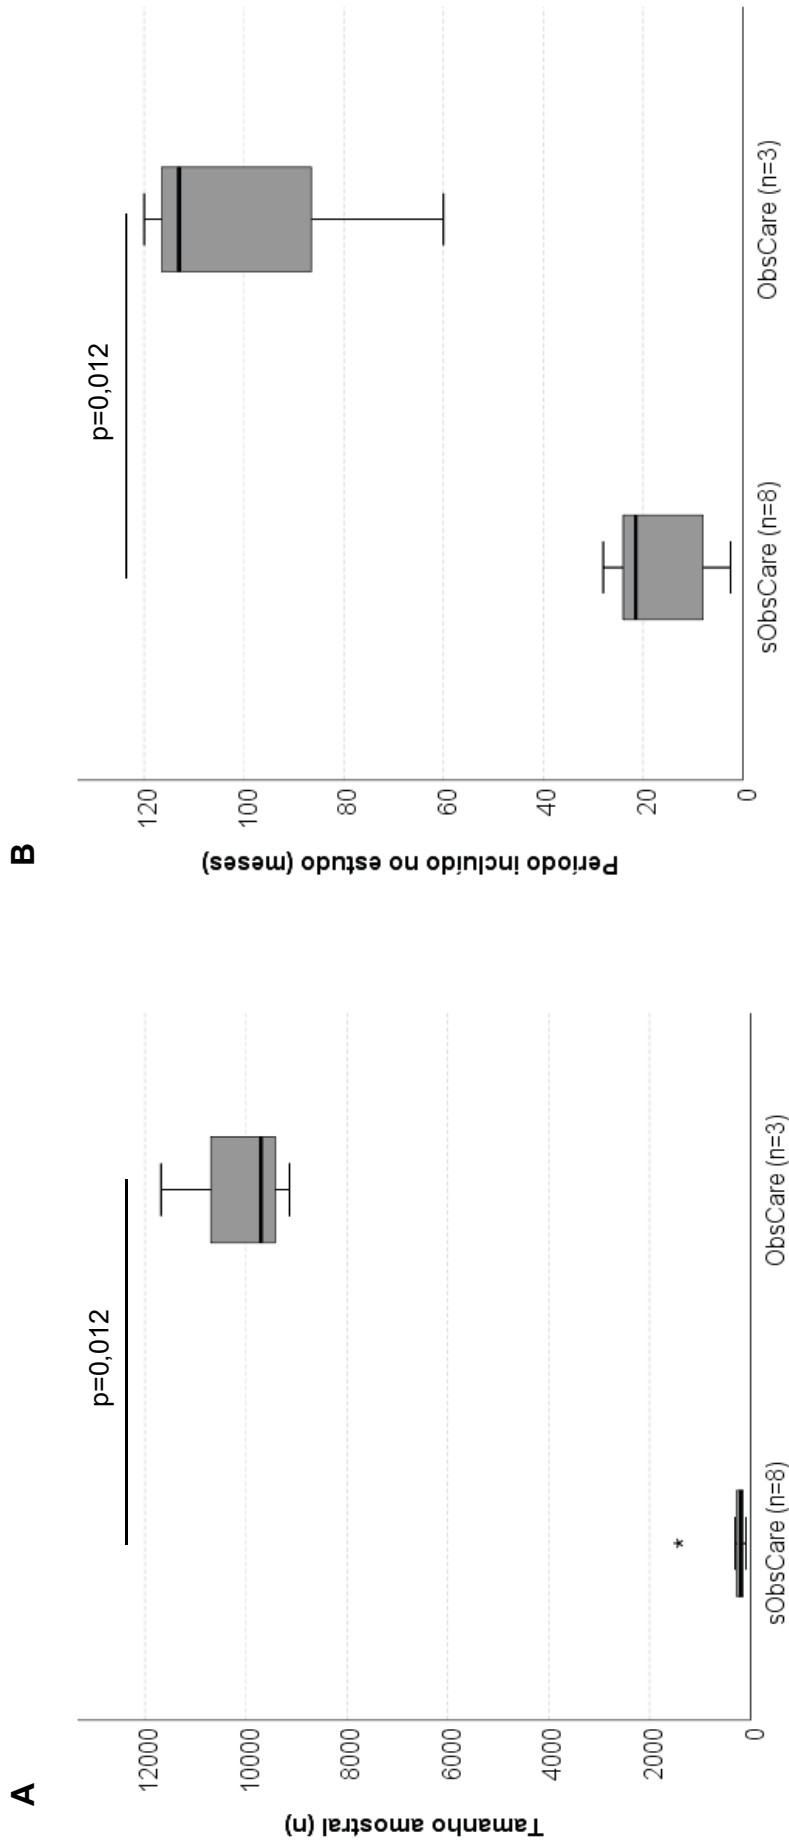 A
Tamanho amostral (n)
12000
10000
8000
6000
4000
2000
0
p=0,012
*
sObsCare (n=8)
ObsCare (n=3)
B
Período incluído no estudo (meses)
120
100
80
60
40
20
0
p=0,012
sObsCare (n=8)
ObsCare (n=3)